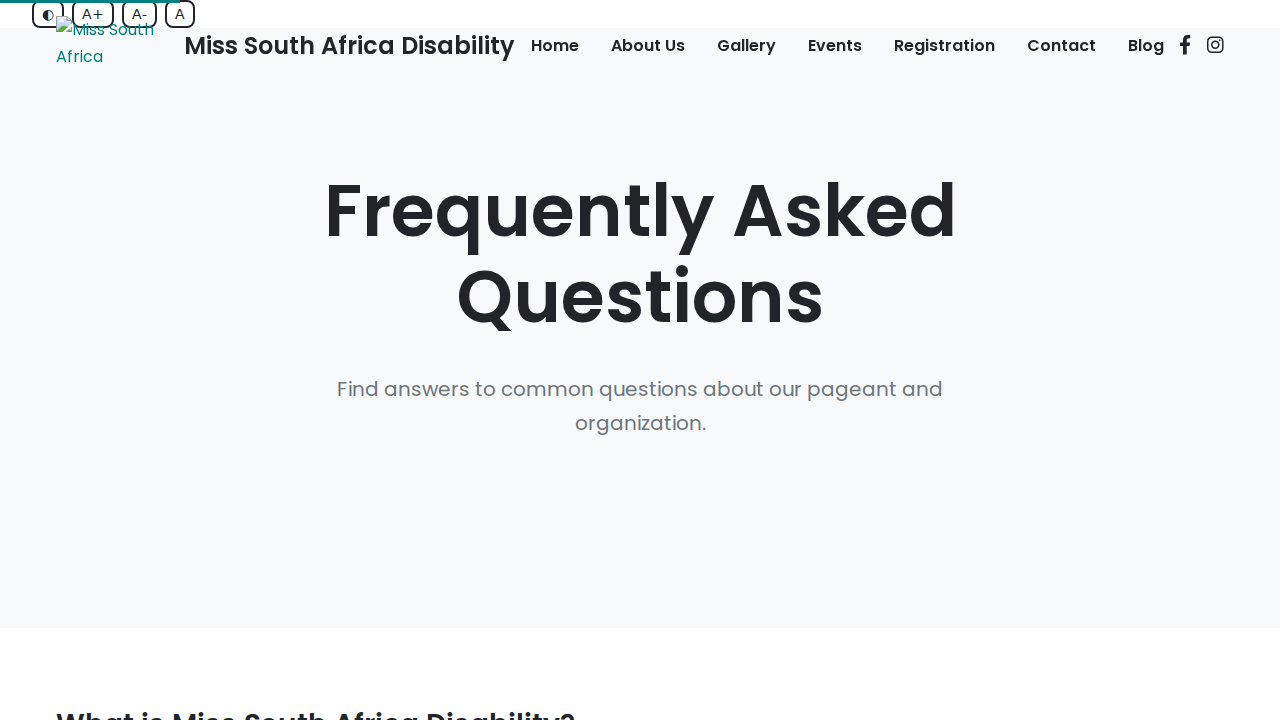 A+ A- A
Miss South Africa
Miss South Africa Disability Home About Us Gallery Events Registration Contact Blog
Frequently Asked
Questions
Find answers to common questions about our pageant and
organization.
What is Miss South Africa Disability?